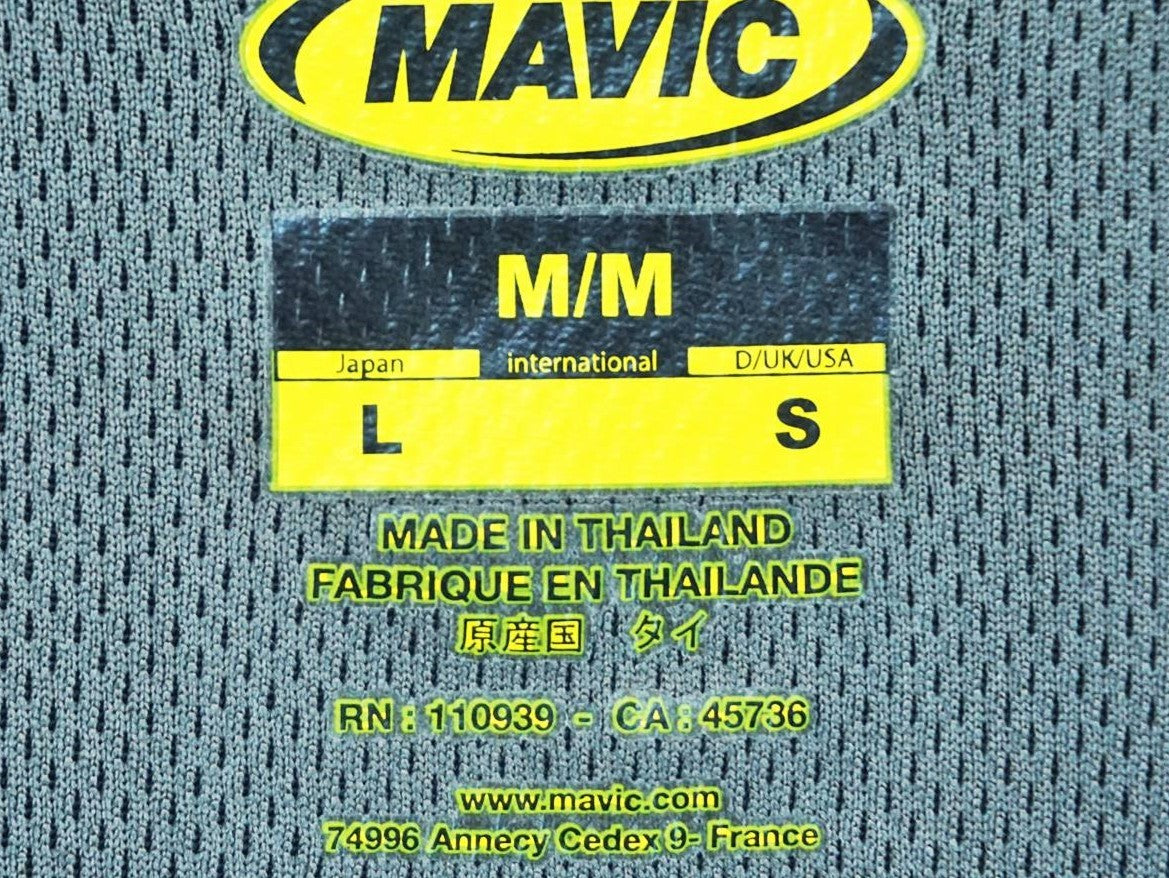 MAVIC
M/M
Japan international D/UK/USA
L S
MADE IN THAILAND
FABRIQUE EN THAILANDE
原産国 タイ
RN : 110939 - CA : 45736
www.mavic.com
74996 Annecy Cedex 9- France